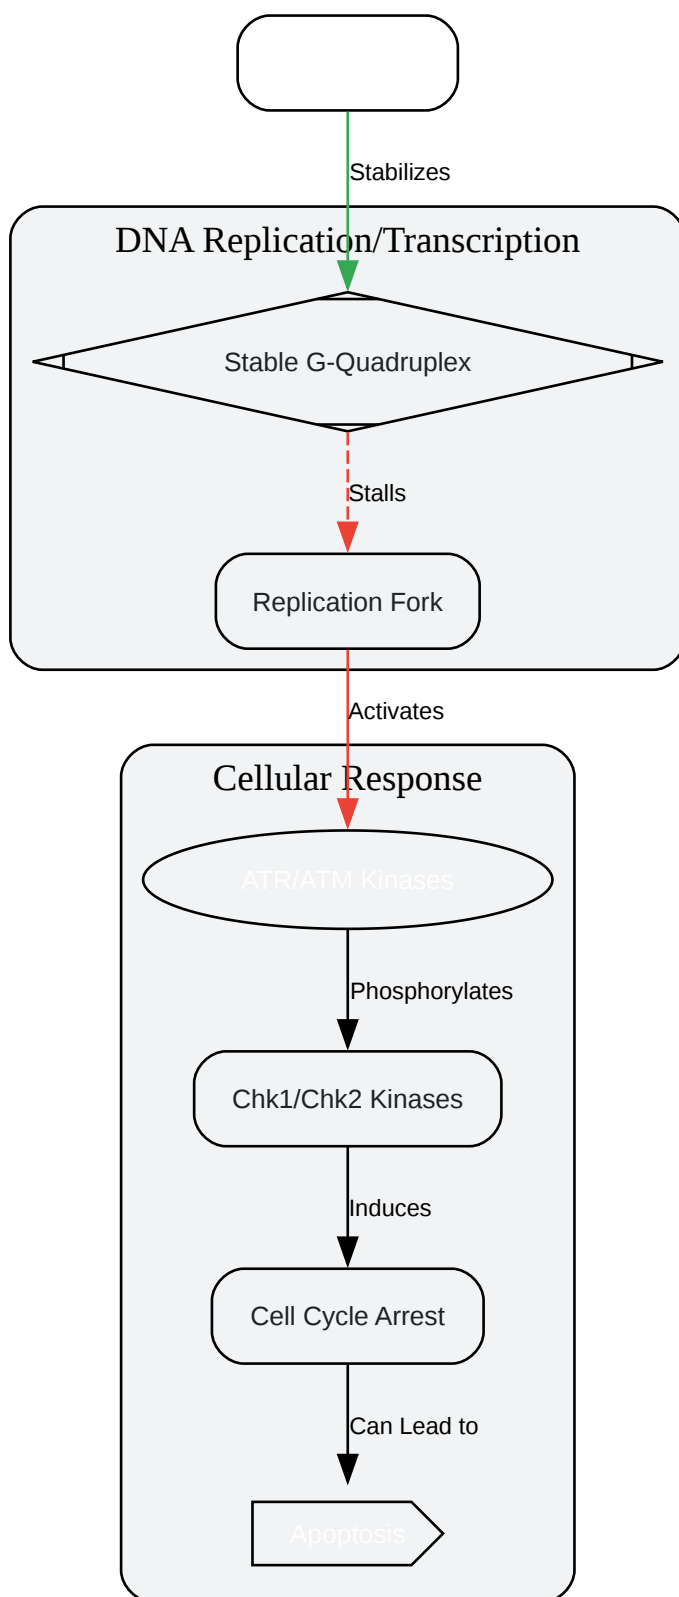 Stabilizes
DNA Replication/Transcription
Stable G-Quadruplex
Stalls
Replication Fork
Activates
Cellular Response
ATR/ATM Kinases
Phosphorylates
Chk1/Chk2 Kinases
Induces
Cell Cycle Arrest
Can Lead to
Apoptosis